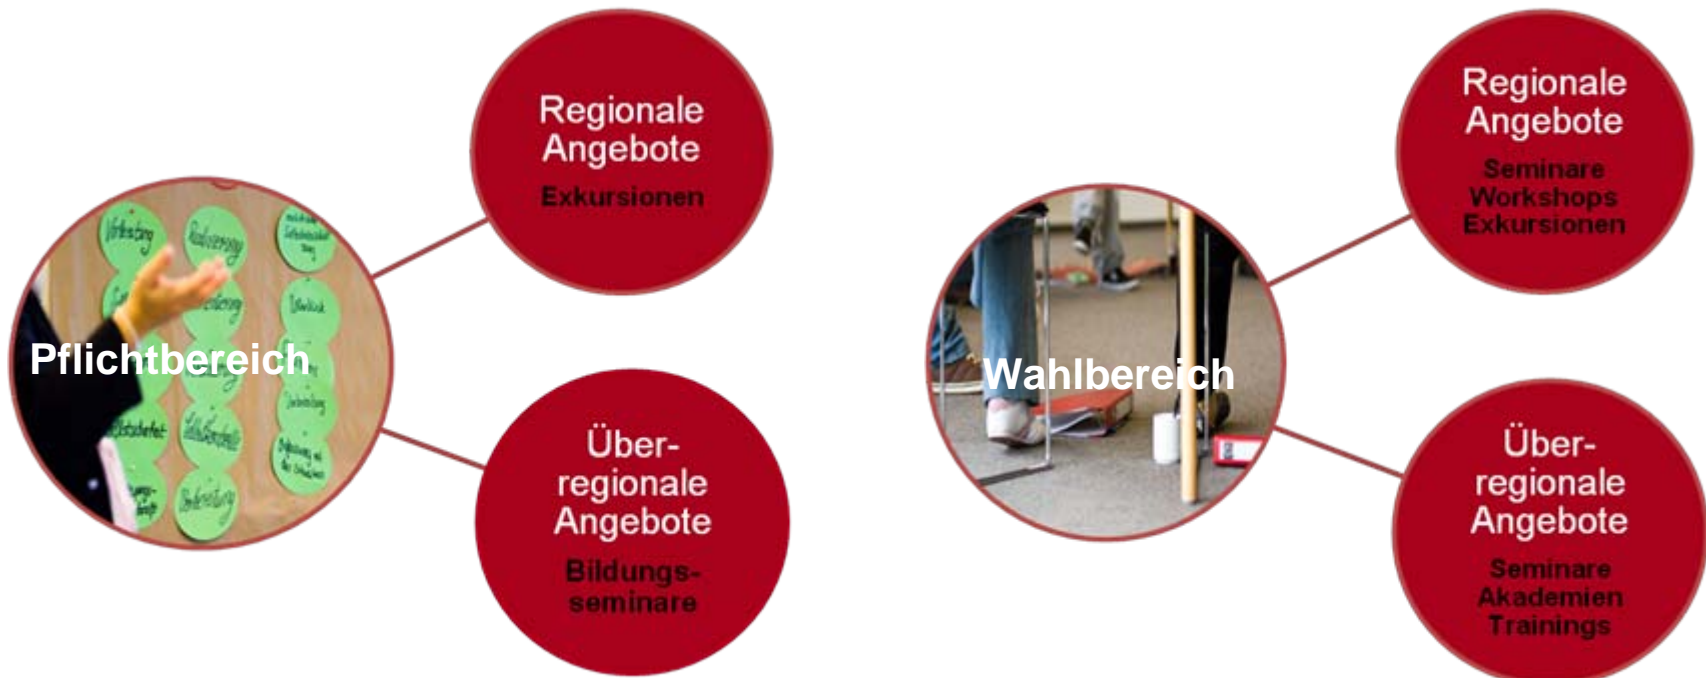 Pflichtbereich
Regionale
Angebote
Exkursionen
Über-
regionale
Angebote
Bildungs-
seminare
Vorbereitung
Wahlbereich
Regionale
Angebote
Seminare
Workshops
Exkursionen
Über-
regionale
Angebote
Seminare
Akademien
Trainings